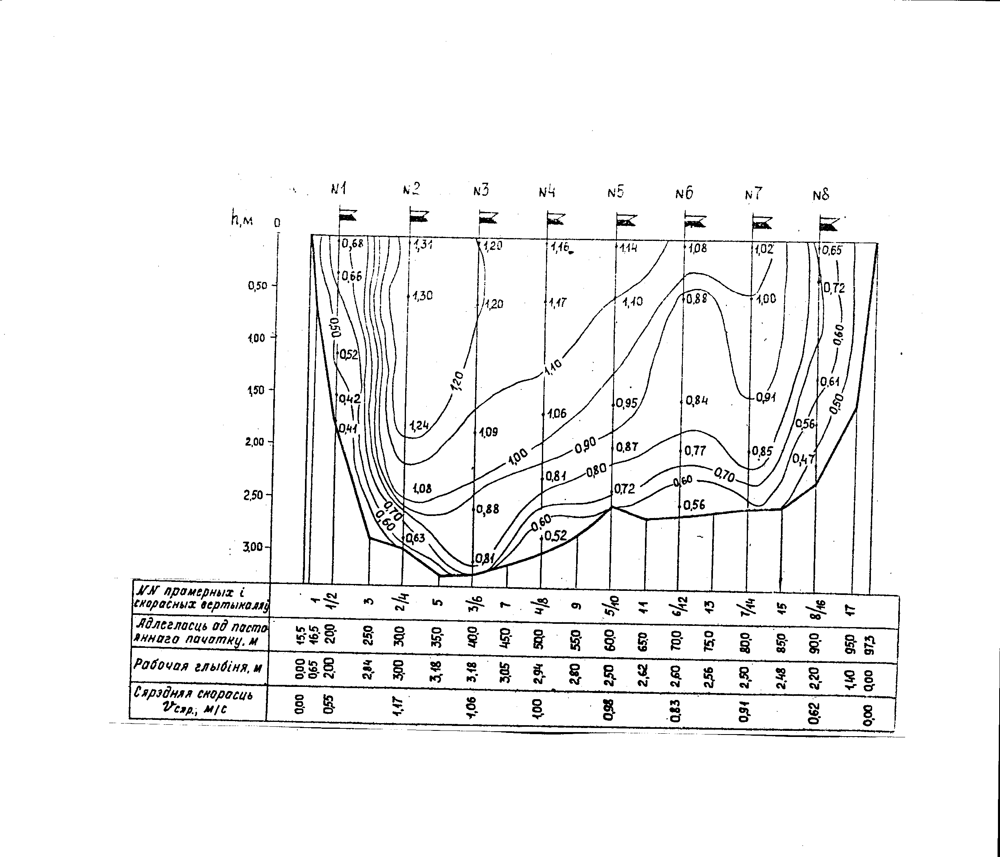 N1 N2 N3 N4 N5 N6 N7 N8
h,м 0
0,68 1,31 1,20 1,16 1,14 1,08 1,02 0,65
0,66
0,50 1,30 1,20 1,17 1,10 0,88 1,00 0,72
0,50
1,00 0,60
0,52 1,10
1,50 0,42 1,20 1,06 0,95 0,84 0,91 0,61 0,50
0,41 1,24 1,09 0,56
2,00 1,00 0,90 0,87 0,77 0,85 0,47
0,81 0,80 0,70
2,50 1,08 0,72 0,60
0,70 0,88 0,56
0,60 0,60
3,00 0,63 0,52
0,81
NN прамерных і
скорасных вертыкаляў
1 1/2 3 2/4 5 3/6 7 4/8 9 5/10 11 6/12 13 7/14 15 8/16 17
Адлегласць ад паста-
яннага пачатку, м
15,5 16,5 20,0 25,0 30,0 35,0 40,0 45,0 50,0 55,0 60,0 65,0 70,0 75,0 80,0 85,0 90,0 95,0 97,3
Рабочая глыбіня, м
0,00 0,65 2,00 2,84 3,00 3,18 3,18 3,05 2,94 2,80 2,50 2,62 2,60 2,56 2,50 2,48 2,20 1,40 0,00
Сярэдняя скорасць
Vсяр., м/с
0,00 0,55 1,17 1,06 1,00 0,98 0,83 0,91 0,62 0,00